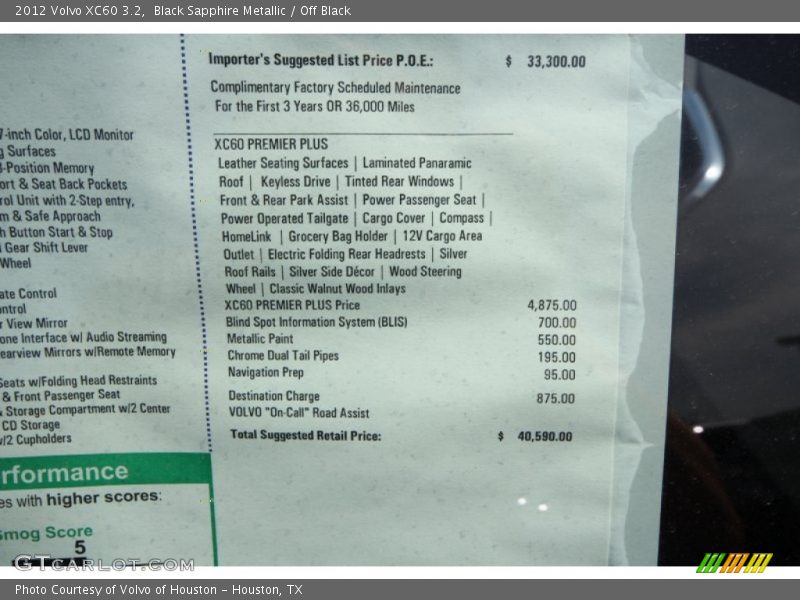 2012 Volvo XC60 3.2, Black Sapphire Metallic / Off Black
7-inch Color, LCD Monitor
Surfaces
-Position Memory
ort & Seat Back Pockets
rol Unit with 2-Step entry,
m & Safe Approach
h Button Start & Stop
Gear Shift Lever
Wheel
ate Control
ontrol
r View Mirror
one Interface w/ Audio Streaming
earview Mirrors w/Remote Memory
Seats w/Folding Head Restraints
& Front Passenger Seat
& Storage Compartment w/2 Center
CD Storage
w/2 Cupholders
rformance
es with higher scores:
Smog Score
5
Importer's Suggested List Price P.O.E.: $ 33,300.00
Complimentary Factory Scheduled Maintenance
For the First 3 Years OR 36,000 Miles
XC60 PREMIER PLUS
Leather Seating Surfaces | Laminated Panaramic
Roof | Keyless Drive | Tinted Rear Windows |
Front & Rear Park Assist | Power Passenger Seat |
Power Operated Tailgate | Cargo Cover | Compass |
HomeLink | Grocery Bag Holder | 12V Cargo Area
Outlet | Electric Folding Rear Headrests | Silver
Roof Rails | Silver Side Décor | Wood Steering
Wheel | Classic Walnut Wood Inlays
XC60 PREMIER PLUS Price 4,875.00
Blind Spot Information System (BLIS) 700.00
Metallic Paint 550.00
Chrome Dual Tail Pipes 195.00
Navigation Prep 95.00
Destination Charge 875.00
VOLVO "On-Call" Road Assist
Total Suggested Retail Price: $ 40,590.00
GTCARLOT.COM
Photo Courtesy of Volvo of Houston - Houston, TX